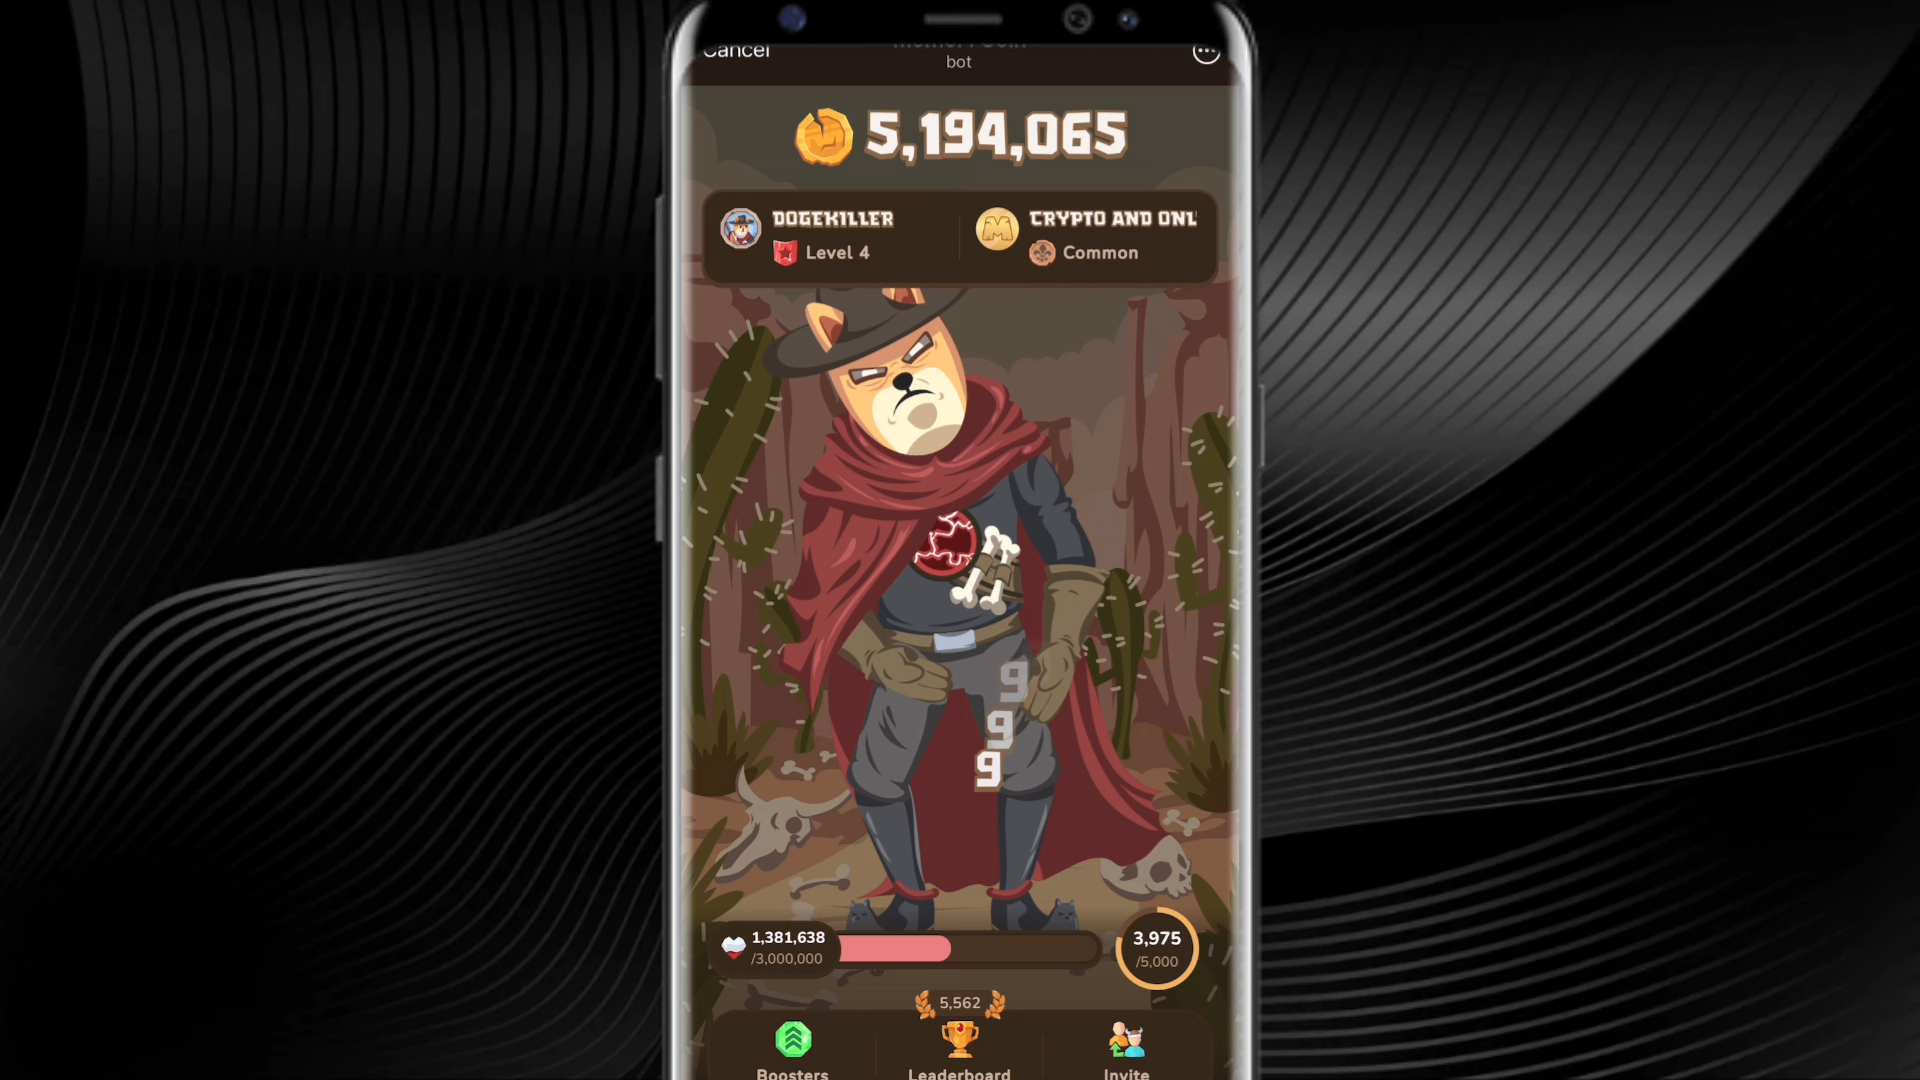 Cancel
bot
5,194,065
DOGEKILLER
Level 4
CRYPTO AND ONL
Common
9
9
9
1,381,638
/3,000,000
3,975
/5,000
5,562
Boosters
Leaderboard
Invite